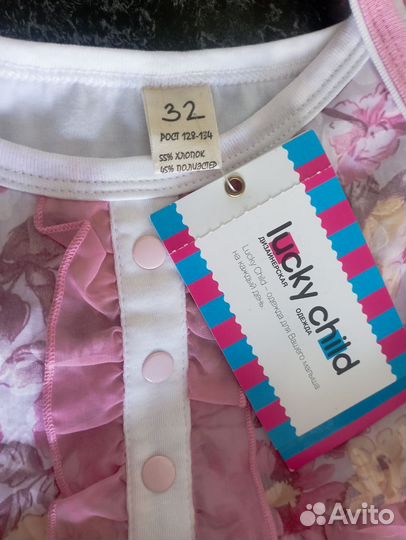 32
РОСТ 128-134
55% ХЛОПОК
45% ПОЛИЭСТЕР
lucky child
ДИЗАЙНЕРСКАЯ ОДЕЖДА
Lucky Child – одежда для Вашего малыша
на каждый день
Avito